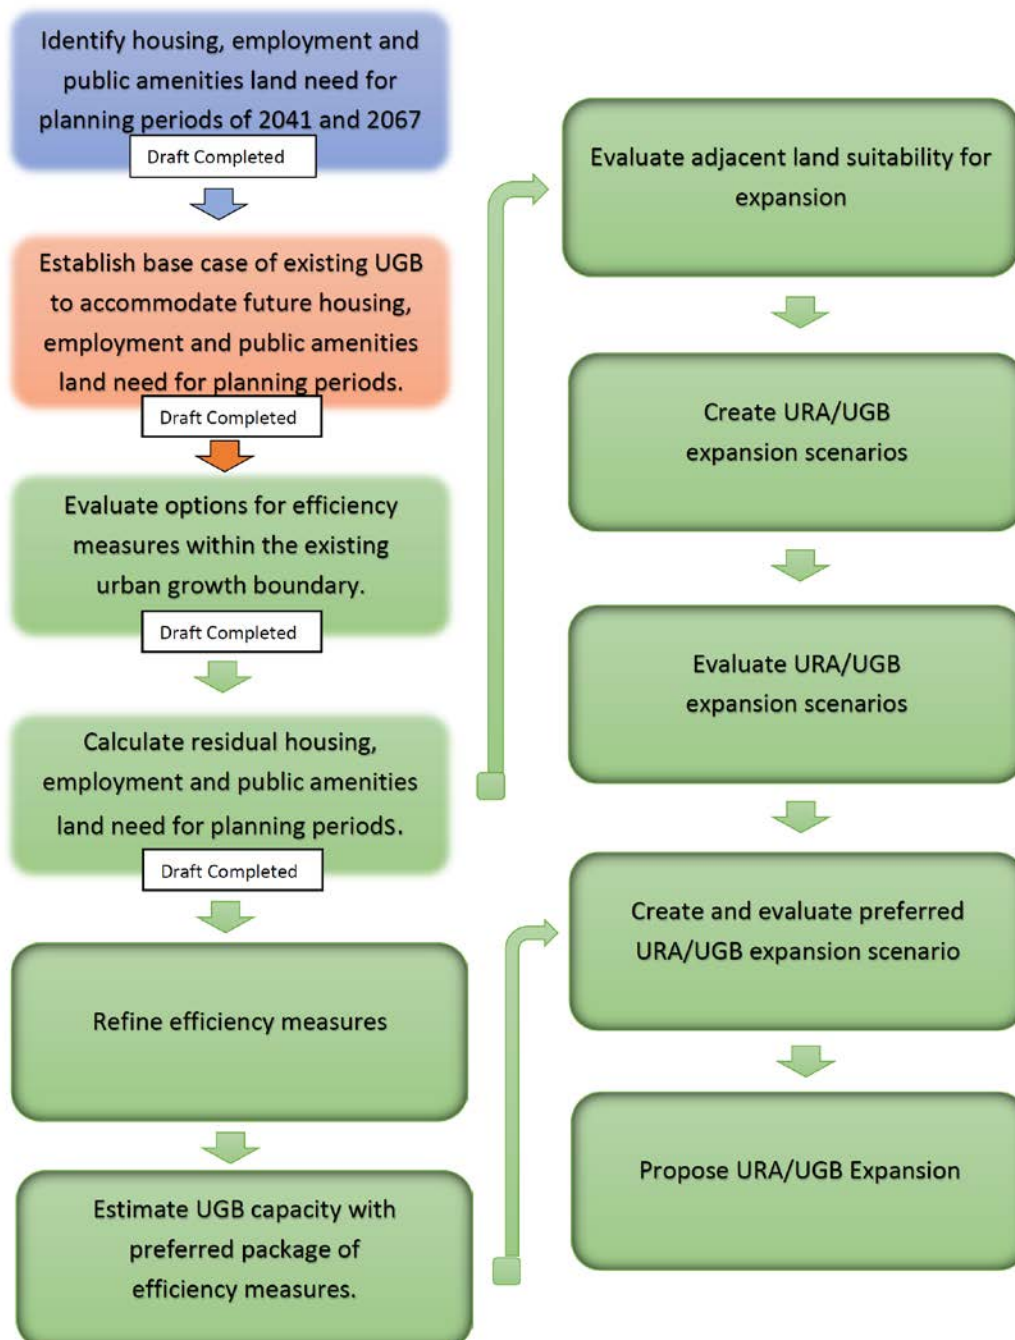 Identify housing, employment and
public amenities land need for
planning periods of 2041 and 2067
Draft Completed
Establish base case of existing UGB
to accommodate future housing,
employment and public amenities
land need for planning periods.
Draft Completed
Evaluate options for efficiency
measures within the existing
urban growth boundary.
Draft Completed
Calculate residual housing,
employment and public amenities
land need for planning periods.
Draft Completed
Refine efficiency measures
Estimate UGB capacity with
preferred package of
efficiency measures.
Evaluate adjacent land suitability for
expansion
Create URA/UGB
expansion scenarios
Evaluate URA/UGB
expansion scenarios
Create and evaluate preferred
URA/UGB expansion scenario
Propose URA/UGB Expansion